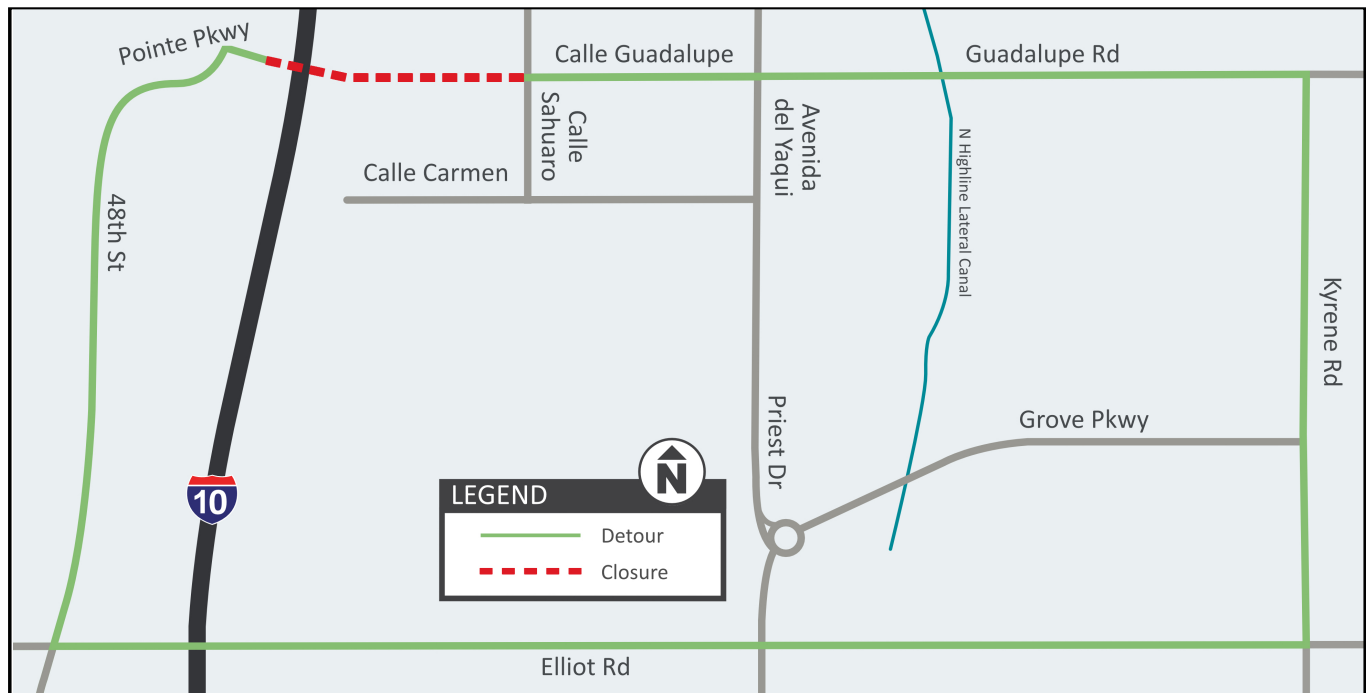 Pointe Pkwy
Calle Guadalupe
Guadalupe Rd
Calle
Sahuaro
Avenida
del Yaqui
N Highline Lateral Canal
Calle Carmen
48th St
Kyrene Rd
Priest Dr
Grove Pkwy
N
LEGEND
10
Detour
Closure
Elliot Rd